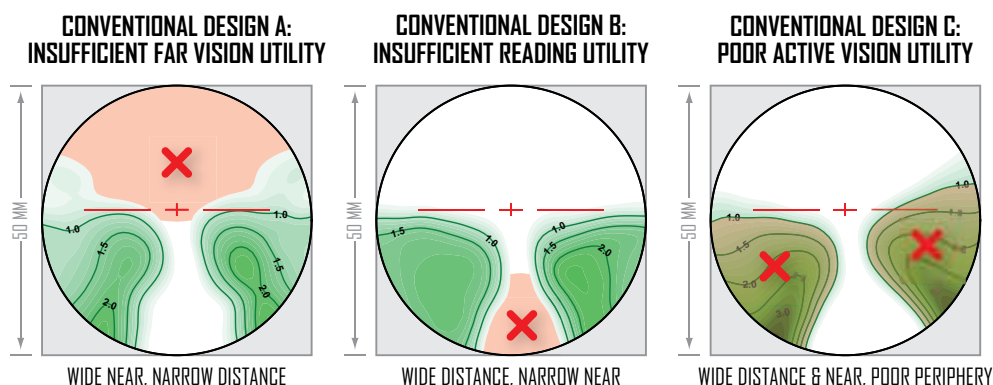 CONVENTIONAL DESIGN A:
INSUFFICIENT FAR VISION UTILITY
CONVENTIONAL DESIGN B:
INSUFFICIENT READING UTILITY
CONVENTIONAL DESIGN C:
POOR ACTIVE VISION UTILITY
50 MM
1.0
1.0
1.5
1.5
2.0
50 MM
1.5
1.0
1.0
1.5
2.0
50 MM
1.0
1.0
1.5
1.5
2.0
2.0
WIDE NEAR, NARROW DISTANCE
WIDE DISTANCE, NARROW NEAR
WIDE DISTANCE & NEAR, POOR PERIPHERY